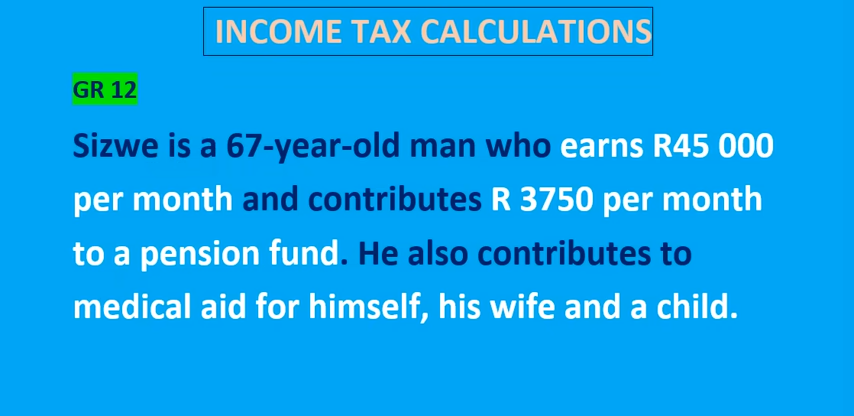 INCOME TAX CALCULATIONS
GR 12
Sizwe is a 67-year-old man who earns R45 000
per month and contributes R 3750 per month
to a pension fund. He also contributes to
medical aid for himself, his wife and a child.